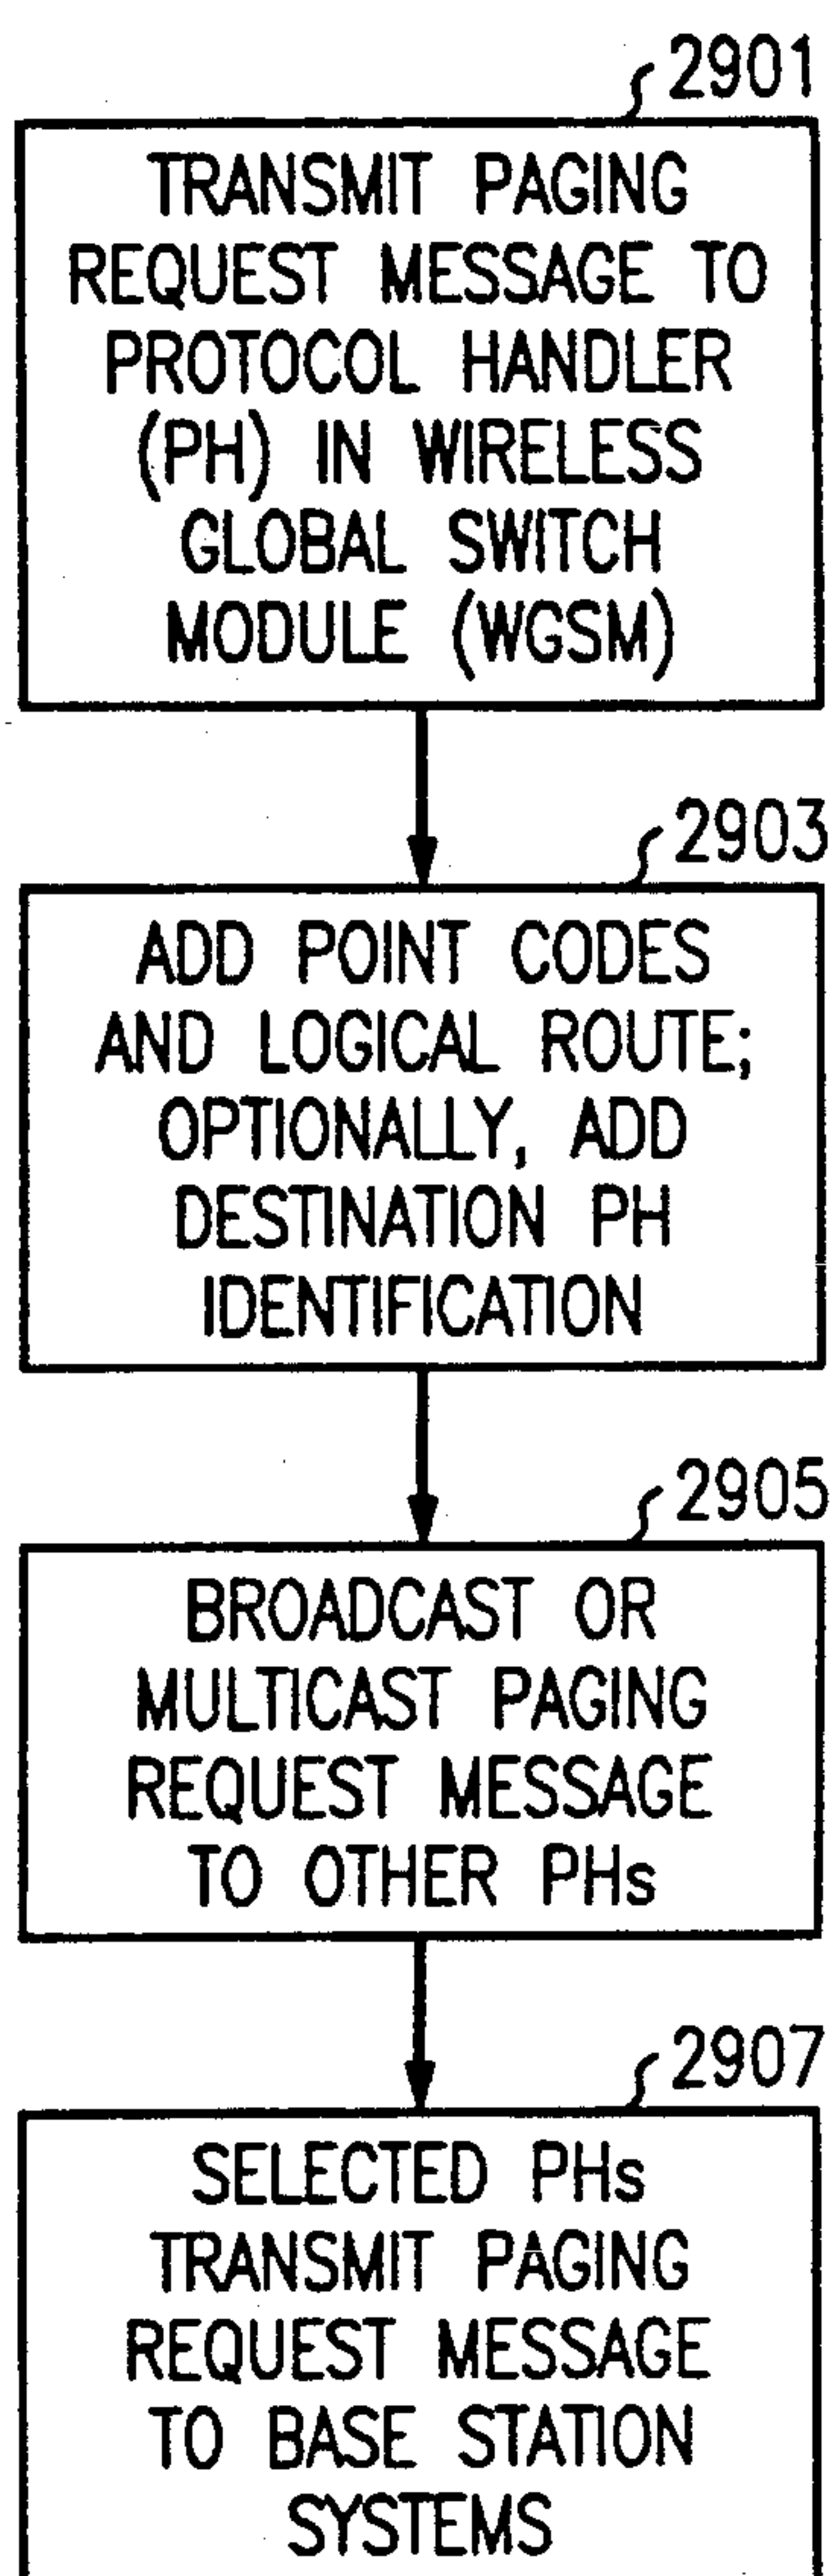 2901
TRANSMIT PAGING
REQUEST MESSAGE TO
PROTOCOL HANDLER
(PH) IN WIRELESS
GLOBAL SWITCH
MODULE (WGSM)
2903
ADD POINT CODES
AND LOGICAL ROUTE;
OPTIONALLY, ADD
DESTINATION PH
IDENTIFICATION
2905
BROADCAST OR
MULTICAST PAGING
REQUEST MESSAGE
TO OTHER PHs
2907
SELECTED PHs
TRANSMIT PAGING
REQUEST MESSAGE
TO BASE STATION
SYSTEMS